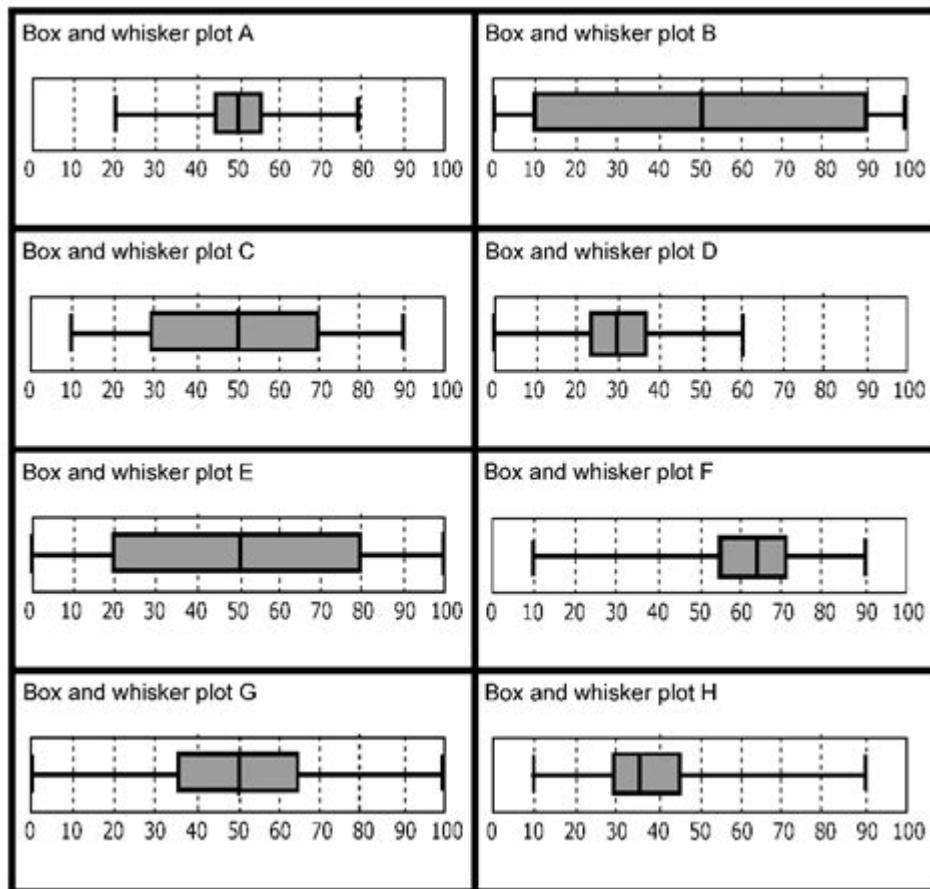 Box and whisker plot A
0 10 20 30 40 50 60 70 80 90 100
Box and whisker plot B
0 10 20 30 40 50 60 70 80 90 100
Box and whisker plot C
0 10 20 30 40 50 60 70 80 90 100
Box and whisker plot D
0 10 20 30 40 50 60 70 80 90 100
Box and whisker plot E
0 10 20 30 40 50 60 70 80 90 100
Box and whisker plot F
0 10 20 30 40 50 60 70 80 90 100
Box and whisker plot G
0 10 20 30 40 50 60 70 80 90 100
Box and whisker plot H
0 10 20 30 40 50 60 70 80 90 100